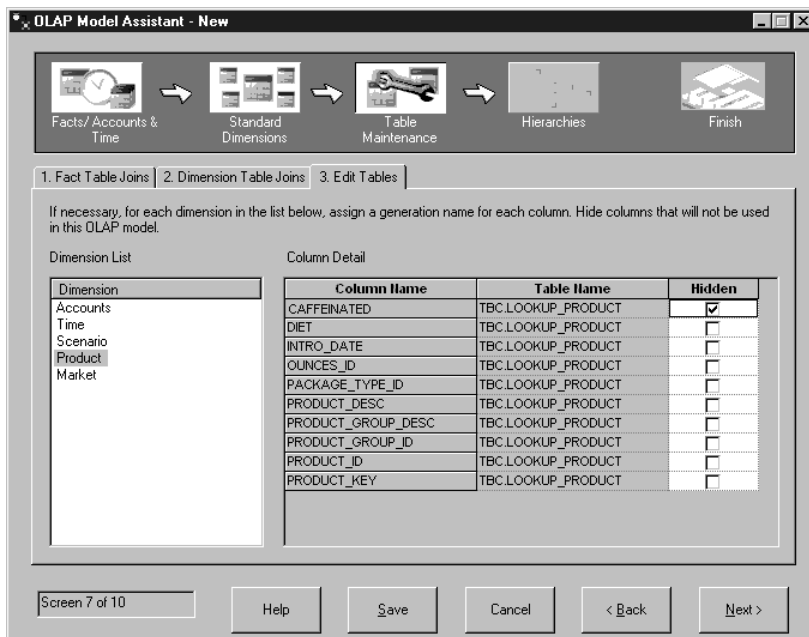 OLAP Model Assistant - New
Facts/Accounts & Time
Standard Dimensions
Table Maintenance
Hierarchies
Finish
1. Fact Table Joins
2. Dimension Table Joins
3. Edit Tables
If necessary, for each dimension in the list below, assign a generation name for each column. Hide columns that will not be used
in this OLAP model.
Dimension List
Column Detail
Dimension
Accounts
Time
Scenario
Product
Market
Column Name Table Name Hidden
CAFFEINATED TBC.LOOKUP_PRODUCT
DIET TBC.LOOKUP_PRODUCT
INTRO_DATE TBC.LOOKUP_PRODUCT
OUNCES_ID TBC.LOOKUP_PRODUCT
PACKAGE_TYPE_ID TBC.LOOKUP_PRODUCT
PRODUCT_DESC TBC.LOOKUP_PRODUCT
PRODUCT_GROUP_DESC TBC.LOOKUP_PRODUCT
PRODUCT_GROUP_ID TBC.LOOKUP_PRODUCT
PRODUCT_ID TBC.LOOKUP_PRODUCT
PRODUCT_KEY TBC.LOOKUP_PRODUCT
Screen 7 of 10
Help
Save
Cancel
< Back
Next >